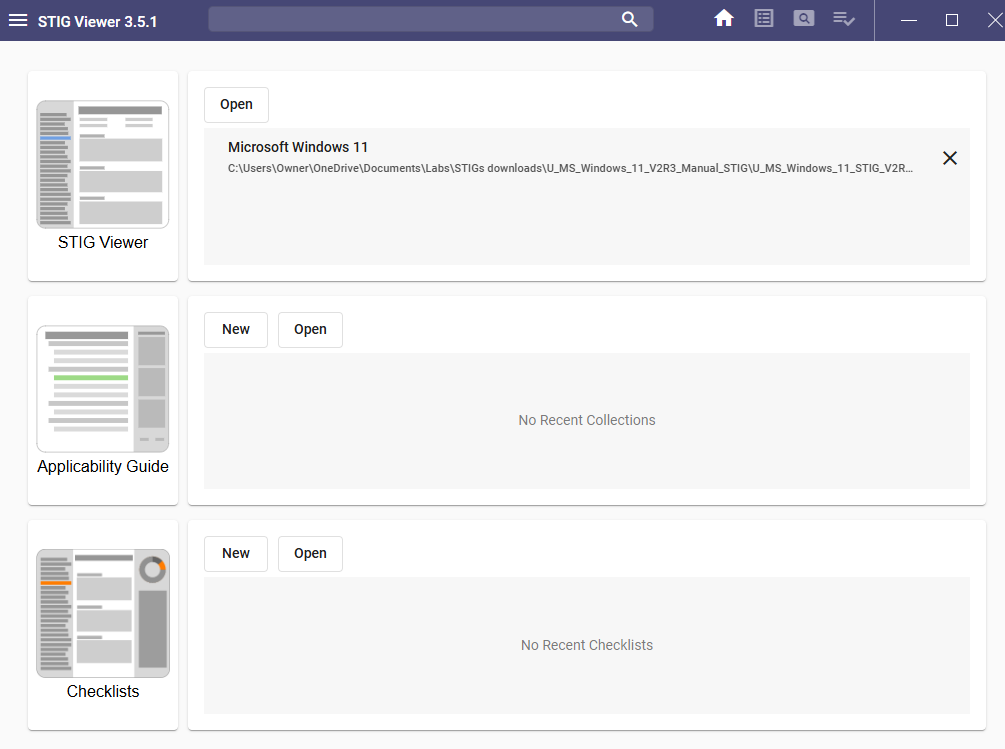 STIG Viewer 3.5.1
STIG Viewer
Open
Microsoft Windows 11
C:\Users\Owner\OneDrive\Documents\Labs\STIGs downloads\U_MS_Windows_11_V2R3_Manual_STIG\U_MS_Windows_11_STIG_V2R...
Applicability Guide
New
Open
No Recent Collections
Checklists
New
Open
No Recent Checklists